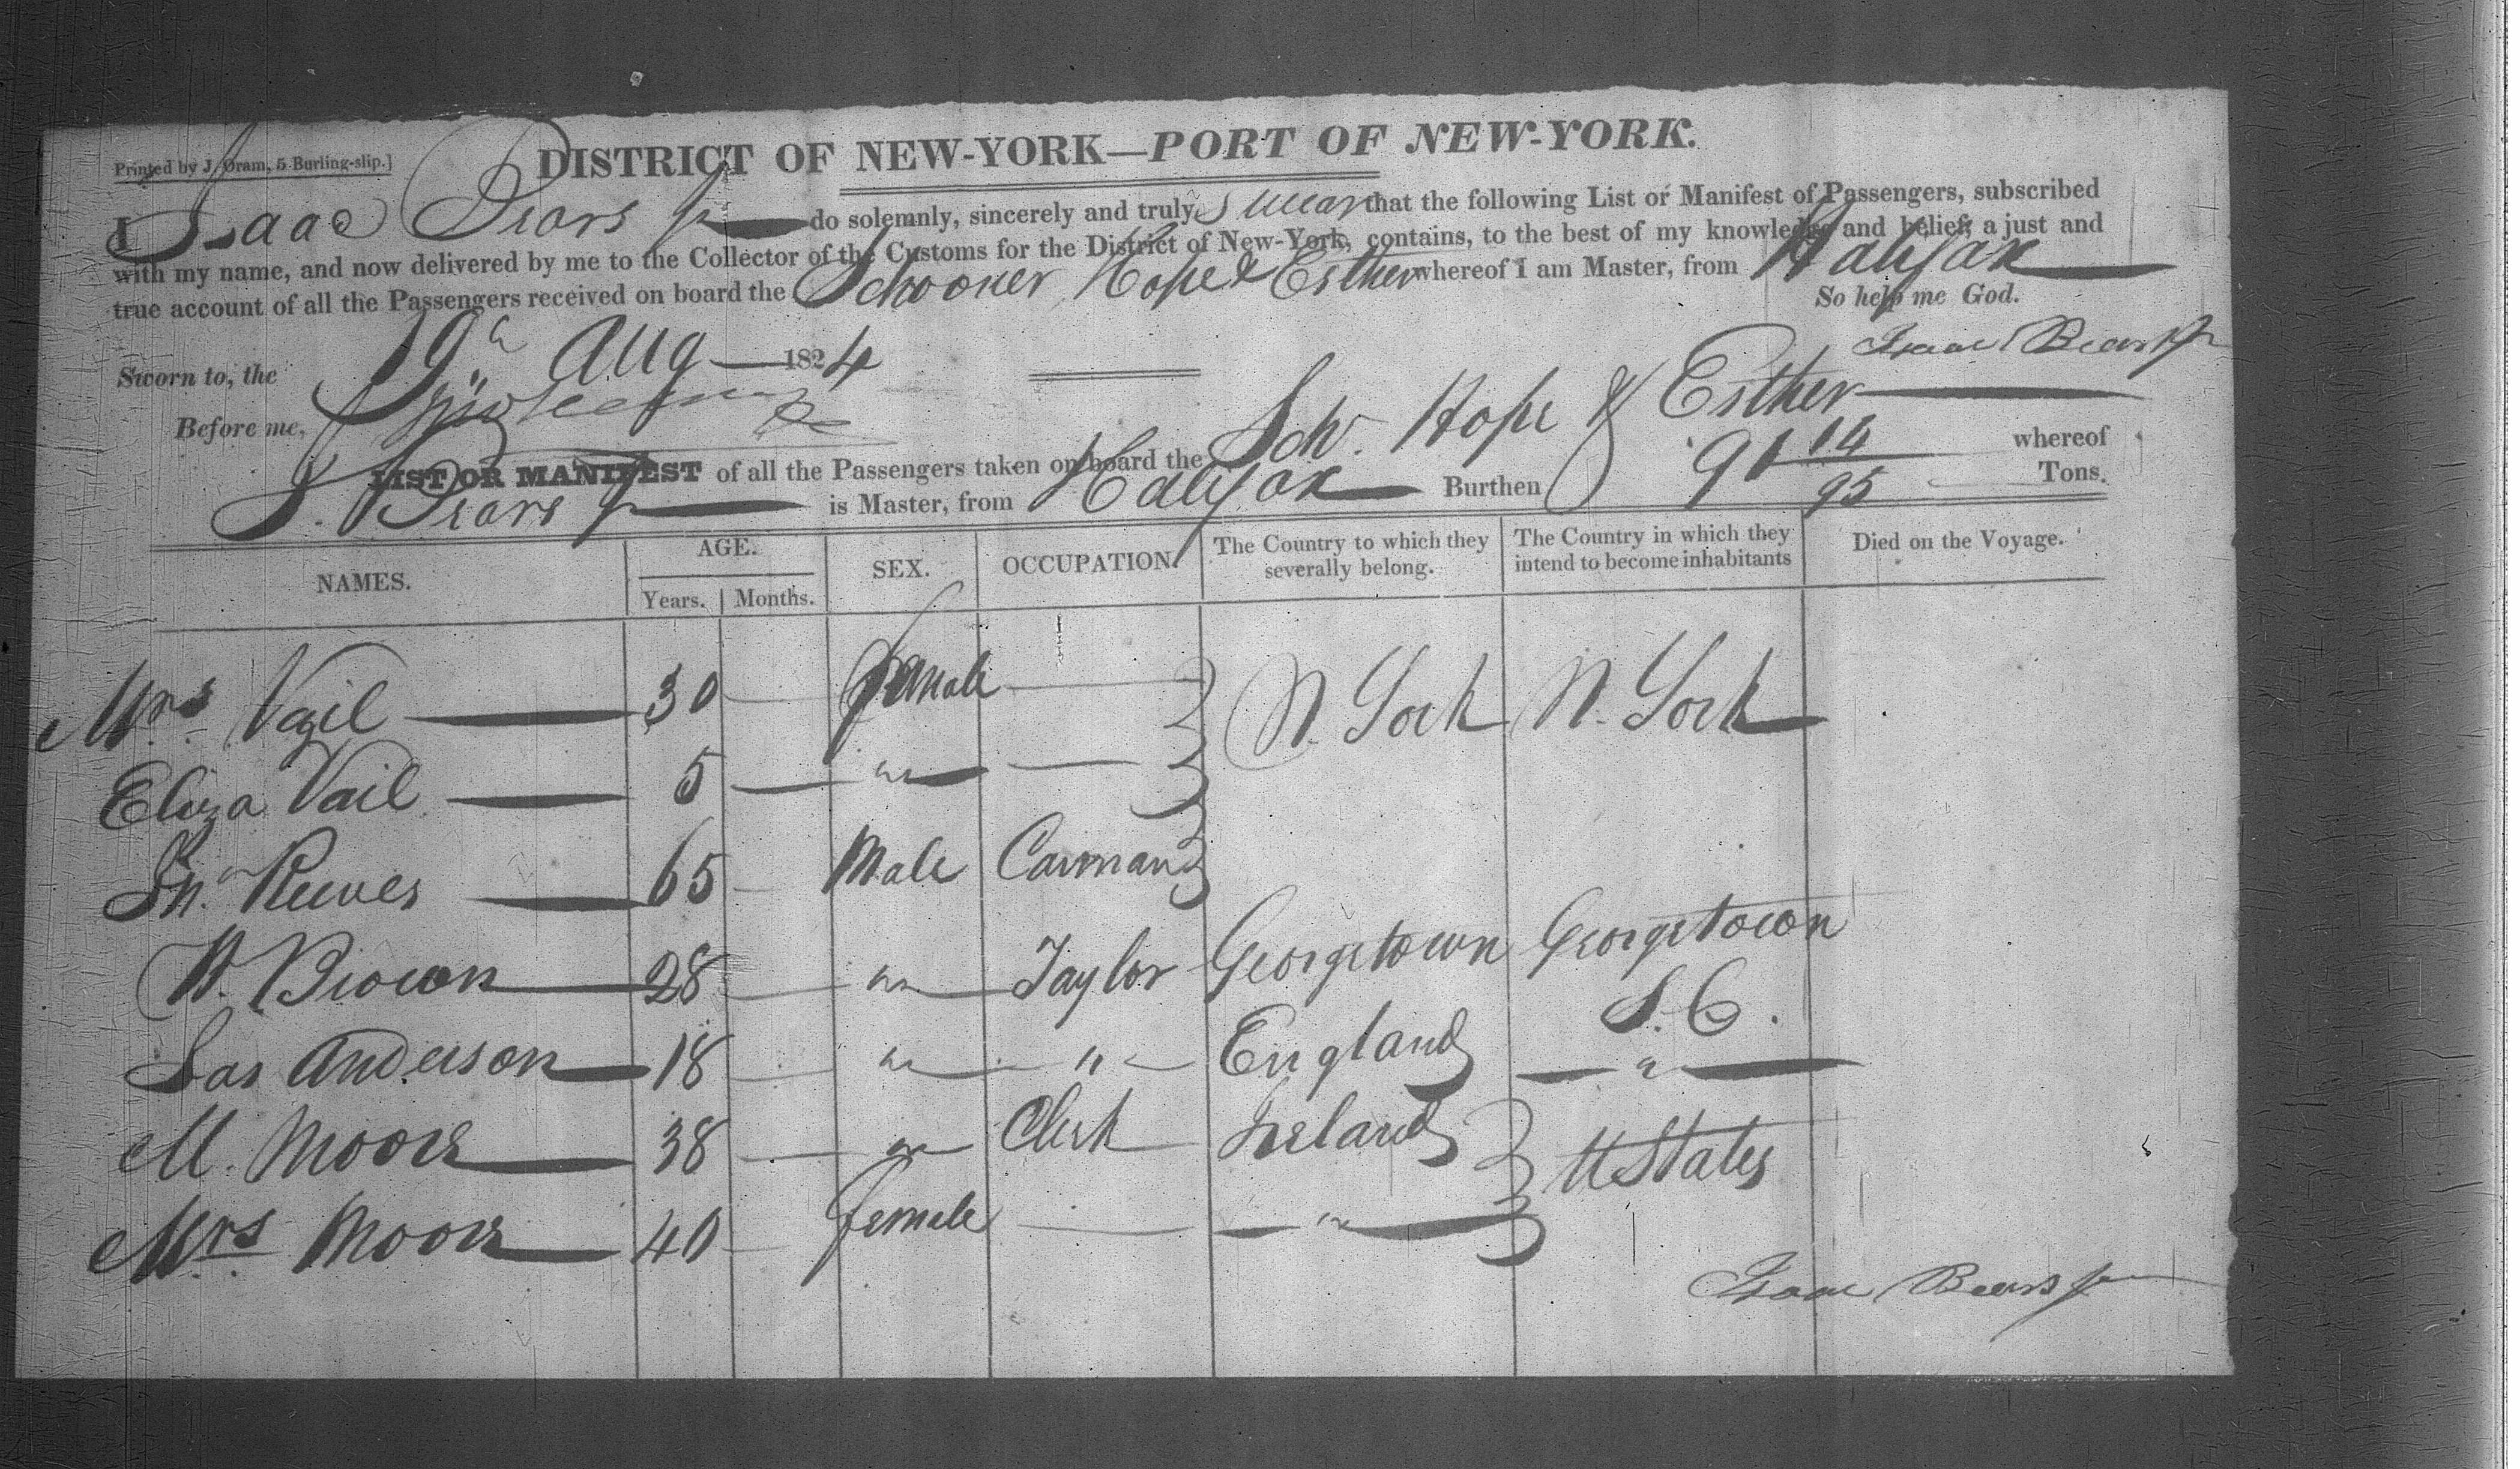 Printed by J. Oram, 5 Burling-slip.]
DISTRICT OF NEW-YORK—PORT OF NEW-YORK.
I Isaac Bears Jr do solemnly, sincerely and truly Swear that the following List or Manifest of Passengers, subscribed
with my name, and now delivered by me to the Collector of the Customs for the District of New-York, contains, to the best of my knowledge and belief, a just and
true account of all the Passengers received on board the Schooner Hope & Esther whereof I am Master, from Halifax
So help me God.
Sworn to, the 19th Aug 1824
Isaac Bears Jr
Before me,
LIST OR MANIFEST of all the Passengers taken on board the Schr. Hope & Esther whereof
I. Bears Jr is Master, from Halifax Burthen 91 14/95 Tons.
NAMES. AGE. SEX. OCCUPATION. The Country to which they severally belong. The Country in which they intend to become inhabitants Died on the Voyage.
Years. Months.
Mrs Vail 30 female N. York N. York
Eliza Vail 5 "
Jn. Reeves 65 Male Carman
W. Brown 28 " Taylor Georgetown Georgetown
S. C.
Jas Anderson 18 " " England "
M. Moore 38 " Clerk Ireland U States
Mrs Moore 40 female "
Isaac Bears Jr